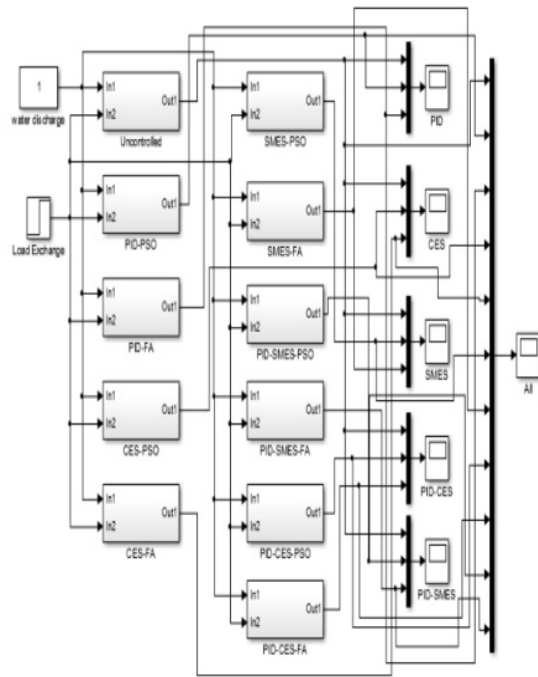 1
water discharge
Load Exchange
In1
In2
Out1
Uncontrolled
In1
In2
Out1
PID-PSO
In1
In2
Out1
PID-FA
In1
In2
Out1
CES-PSO
In1
In2
Out1
CES-FA
In1
In2
Out1
SMES-PSO
In1
In2
Out1
SMES-FA
In1
In2
Out1
PID-SMES-PSO
In1
In2
Out1
PID-SMES-FA
In1
In2
Out1
PID-CES-PSO
In1
In2
Out1
PID-CES-FA
PID
CES
SMES
PID-CES
PID-SMES
All